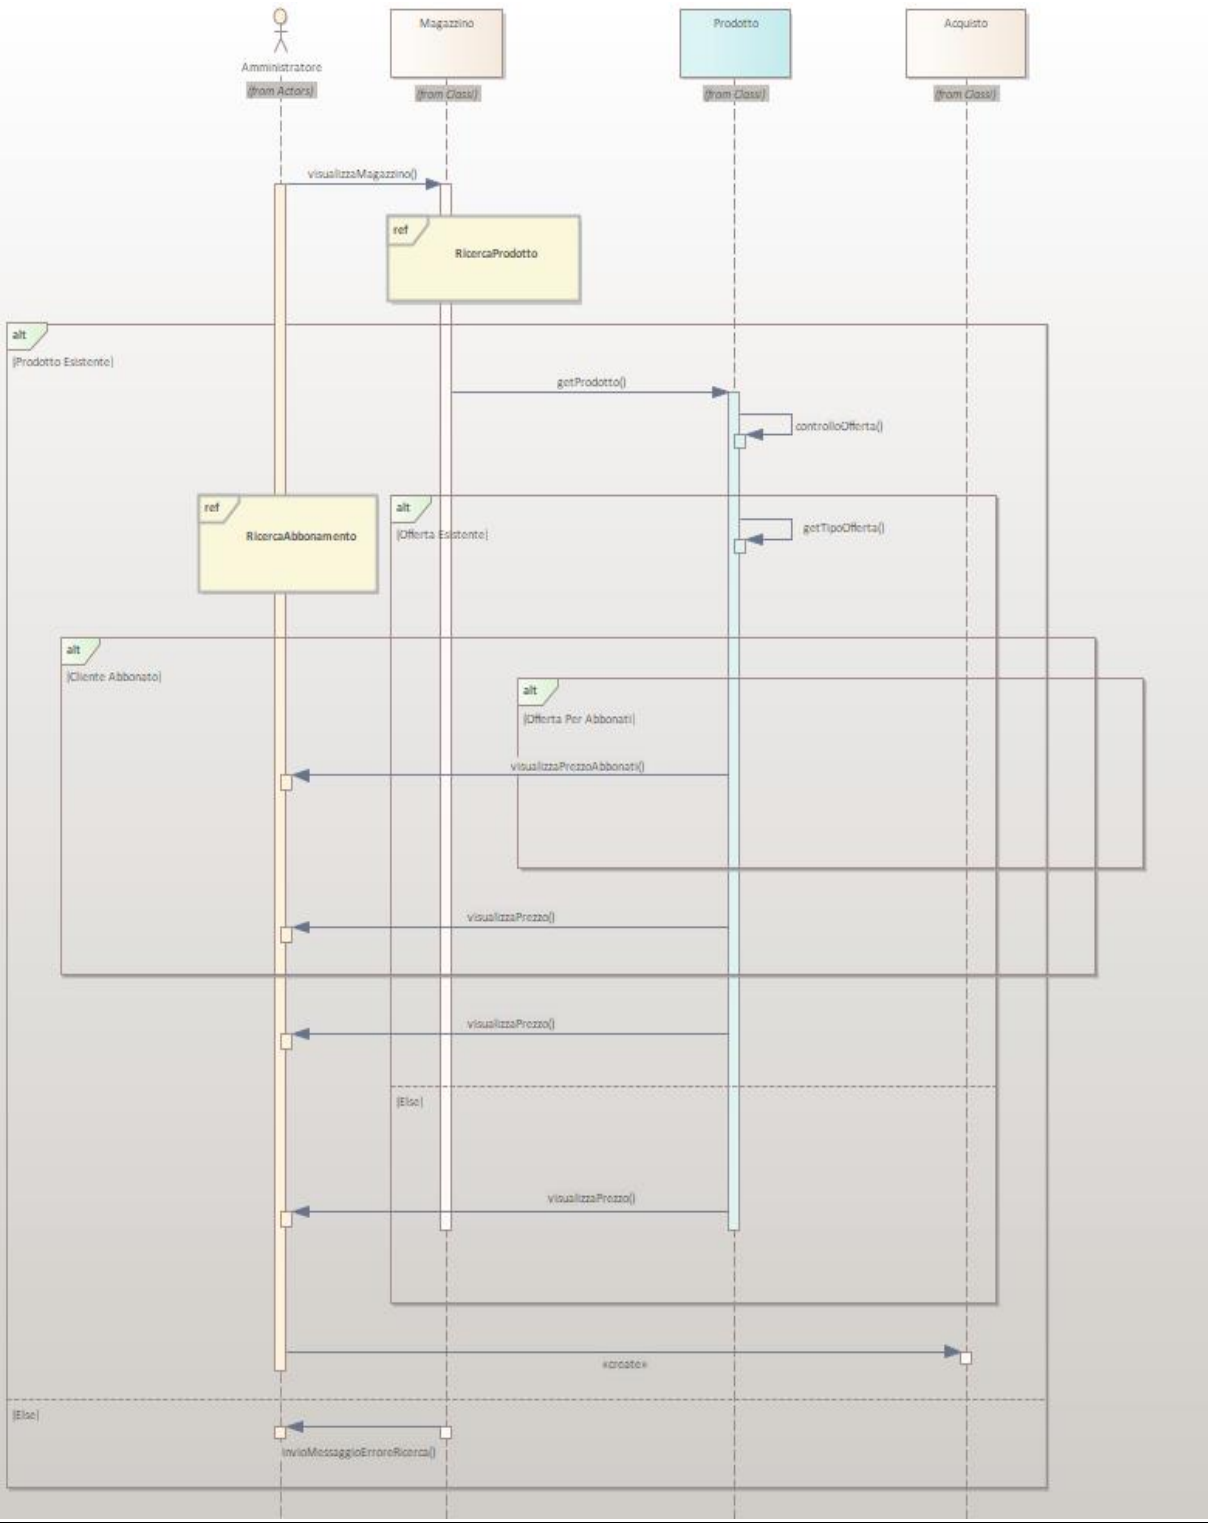 Magazzino
Prodotto
Acquisto
Amministratore
(from Actors)
(from Classi)
(from Classi)
(from Classi)
visualizzaMagazzino()
ref
RicercaProdotto
alt
[Prodotto Esistente]
getProdotto()
controlloOfferta()
ref
RicercaAbbonamento
alt
[Offerta Esistente]
getTipoOfferta()
alt
[Cliente Abbonato]
alt
[Offerta Per Abbonati]
visualizzaPrezzoAbbonati()
visualizzaPrezzo()
visualizzaPrezzo()
[Else]
visualizzaPrezzo()
«create»
[Else]
invioMessaggioErroreRicerca()